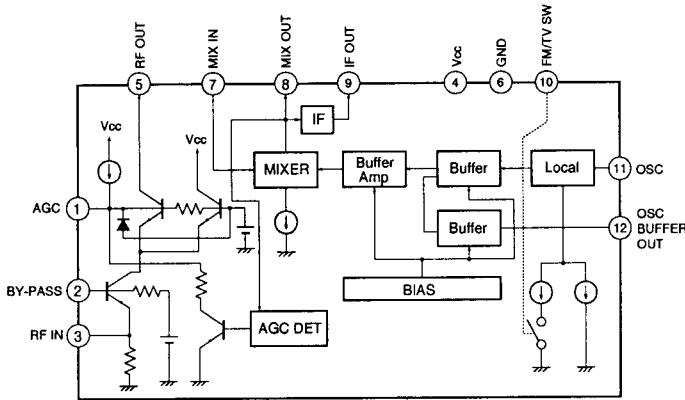 RF OUT
MIX IN
MIX OUT
IF OUT
Vcc
GND
FM/TV SW
5
7
8
9
4
6
10
IF
Vcc
Vcc
MIXER
Buffer
Amp
Buffer
Local
11 OSC
AGC 1
Buffer
12 OSC
BUFFER
OUT
BY-PASS 2
BIAS
RF IN 3
AGC DET